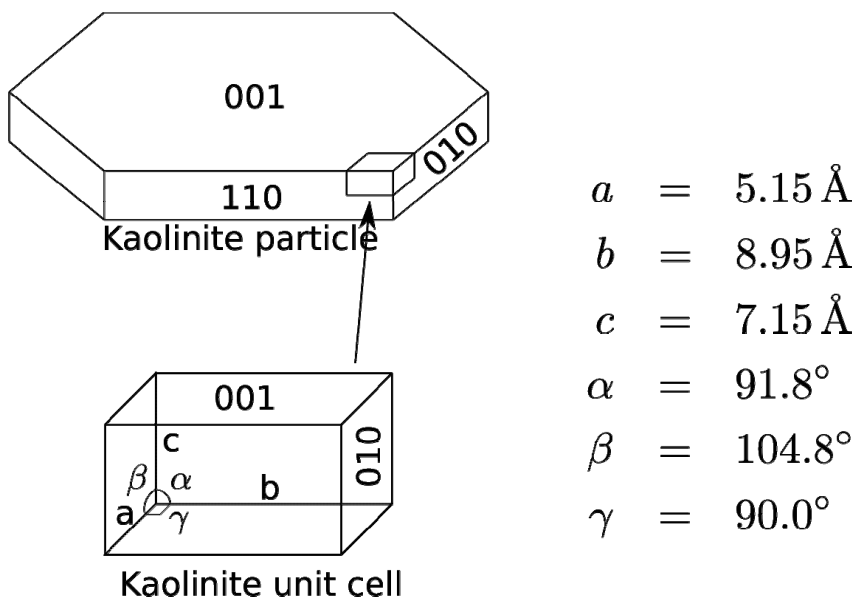 001
010
110
Kaolinite particle
a = 5.15 Å
b = 8.95 Å
c = 7.15 Å
α = 91.8°
β = 104.8°
γ = 90.0°
001
010
c
β α
b
a γ
Kaolinite unit cell